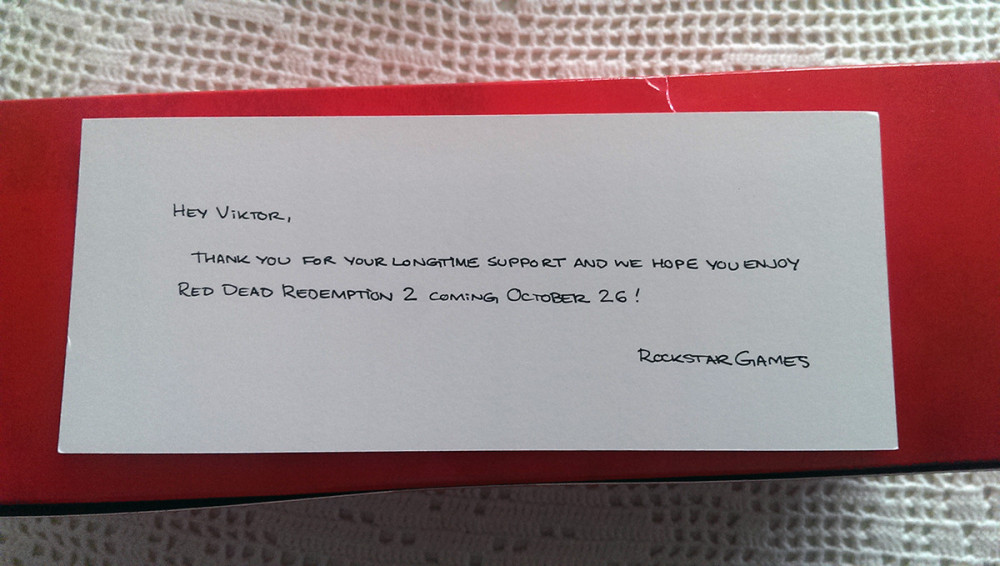 Hey Viktor,
Thank you for your longtime support and we hope you enjoy
Red Dead Redemption 2 coming October 26!
Rockstar Games